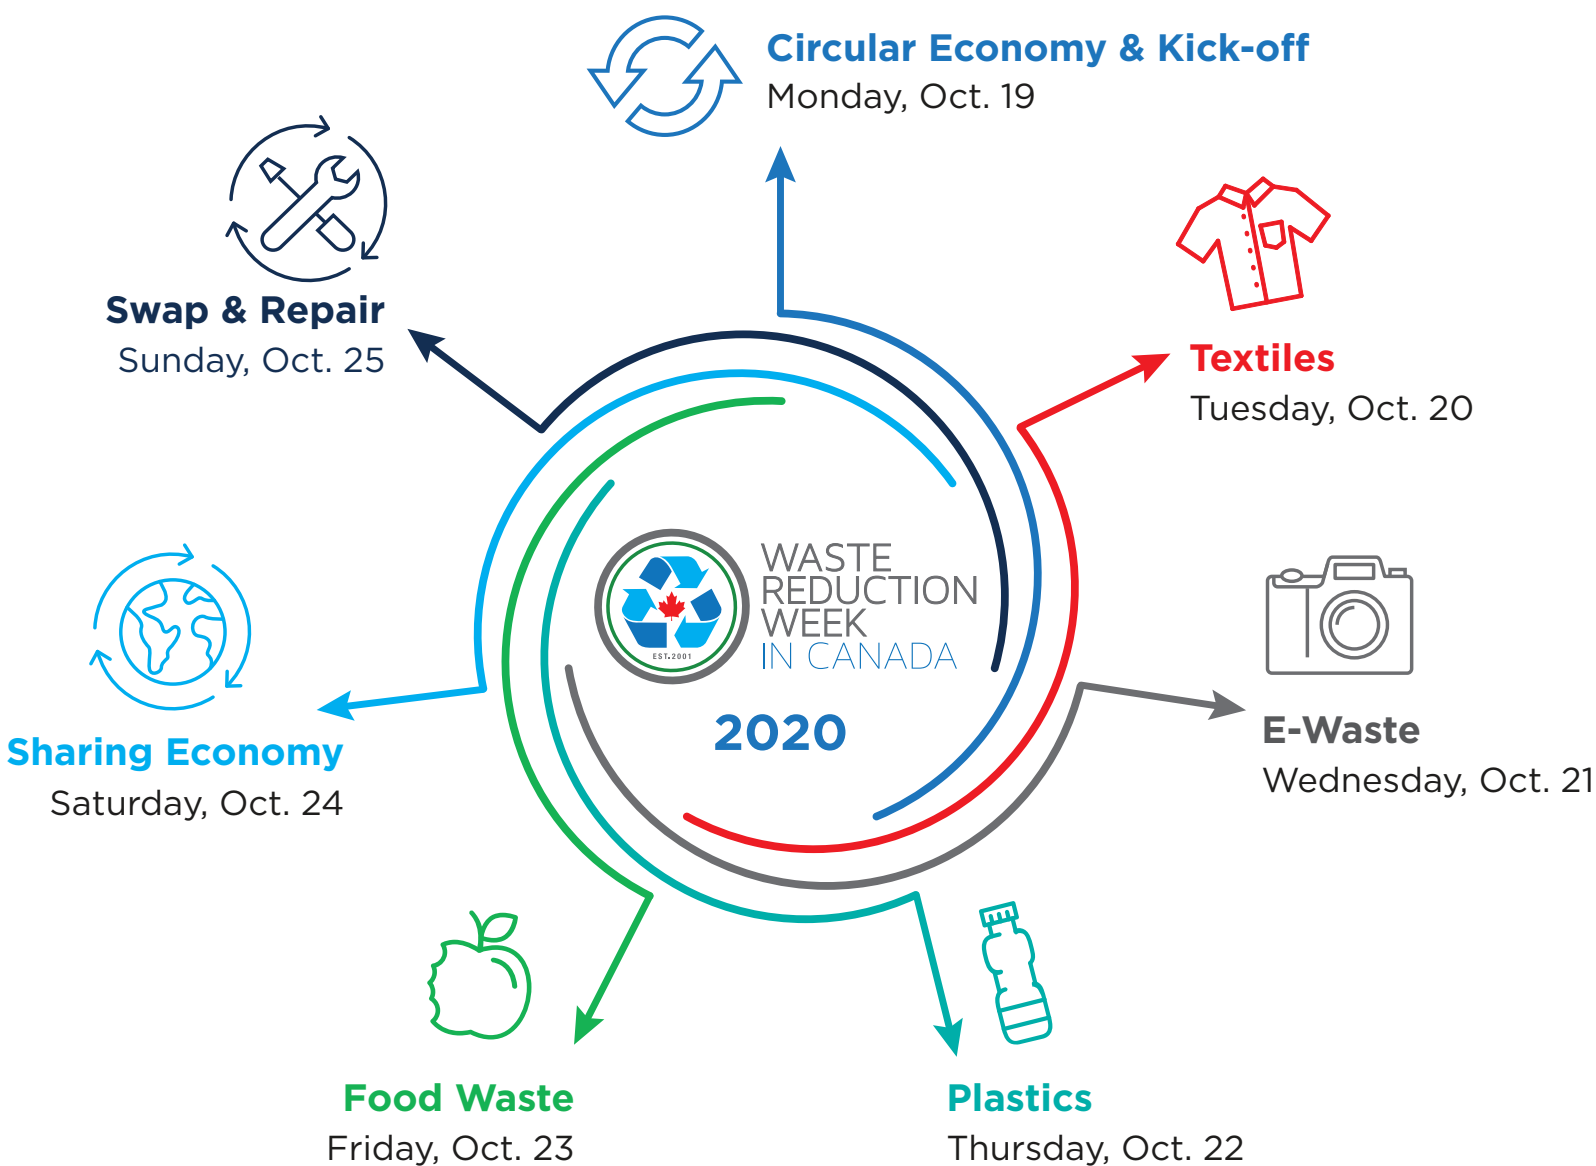 Circular Economy & Kick-off
Monday, Oct. 19
Textiles
Tuesday, Oct. 20
E-Waste
Wednesday, Oct. 21
Plastics
Thursday, Oct. 22
Food Waste
Friday, Oct. 23
Sharing Economy
Saturday, Oct. 24
Swap & Repair
Sunday, Oct. 25
EST. 2001
WASTE
REDUCTION
WEEK
IN CANADA
2020